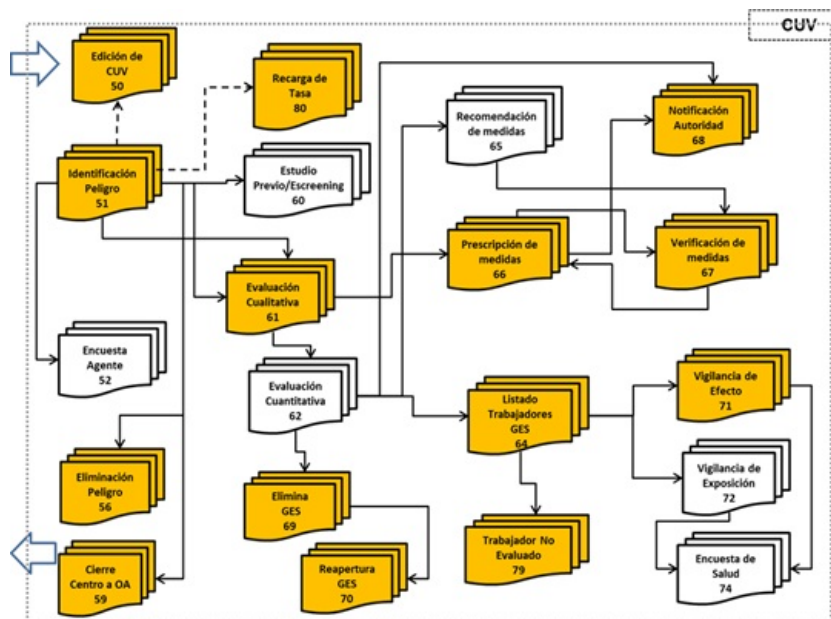 CUV
Edición de
CUV
50
Recarga de
Tasa
80
Recomendación
de medidas
65
Notificación
Autoridad
68
Identificación
Peligro
51
Estudio
Previo/Escreening
60
Prescripción de
medidas
66
Verificación de
medidas
67
Evaluación
Cualitativa
61
Encuesta
Agente
52
Evaluación
Cuantitativa
62
Listado
Trabajadores
GES
64
Vigilancia de
Efecto
71
Vigilancia de
Exposición
72
Eliminación
Peligro
56
Elimina
GES
69
Trabajador No
Evaluado
79
Encuesta de
Salud
74
Cierre
Centro a OA
59
Reapertura
GES
70